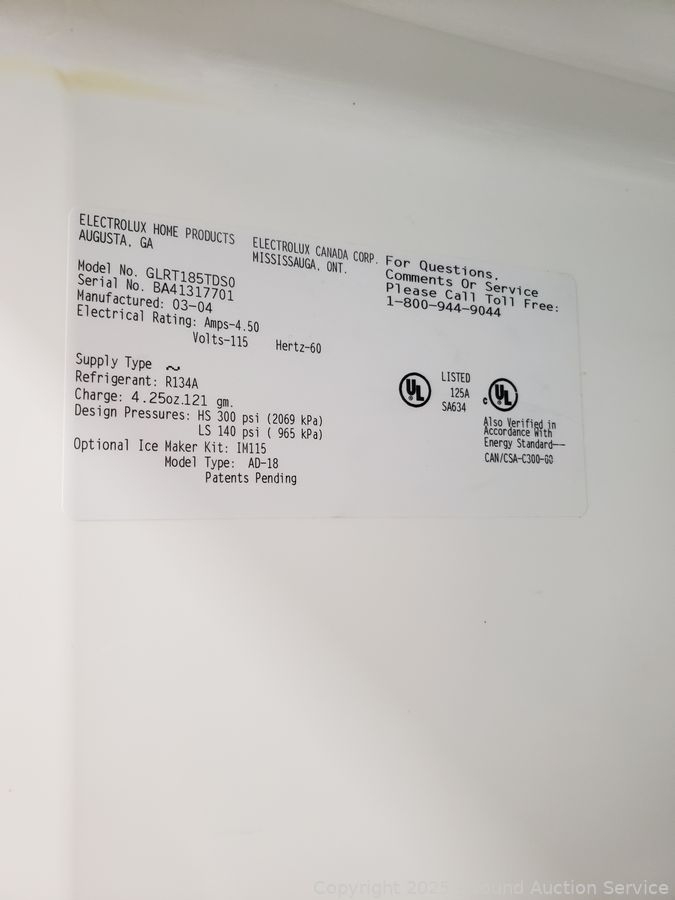 ELECTROLUX HOME PRODUCTS
AUGUSTA, GA
ELECTROLUX CANADA CORP.
MISSISSAUGA, ONT.
For Questions.
Comments Or Service
Please Call Toll Free:
1-800-944-9044
Model No. GLRT185TDS0
Serial No. BA41317701
Manufactured: 03-04
Electrical Rating: Amps-4.50
Volts-115 Hertz-60
Supply Type ~
Refrigerant: R134A
Charge: 4.25oz.121 gm.
Design Pressures: HS 300 psi (2069 kPa)
LS 140 psi ( 965 kPa)
Optional Ice Maker Kit: IM115
Model Type: AD-18
Patents Pending
UL
LISTED
125A
SA634
c UL
Also Verified in
Accordance With
Energy Standard--
CAN/CSA-C300-
Copyright 2025 Auction Service